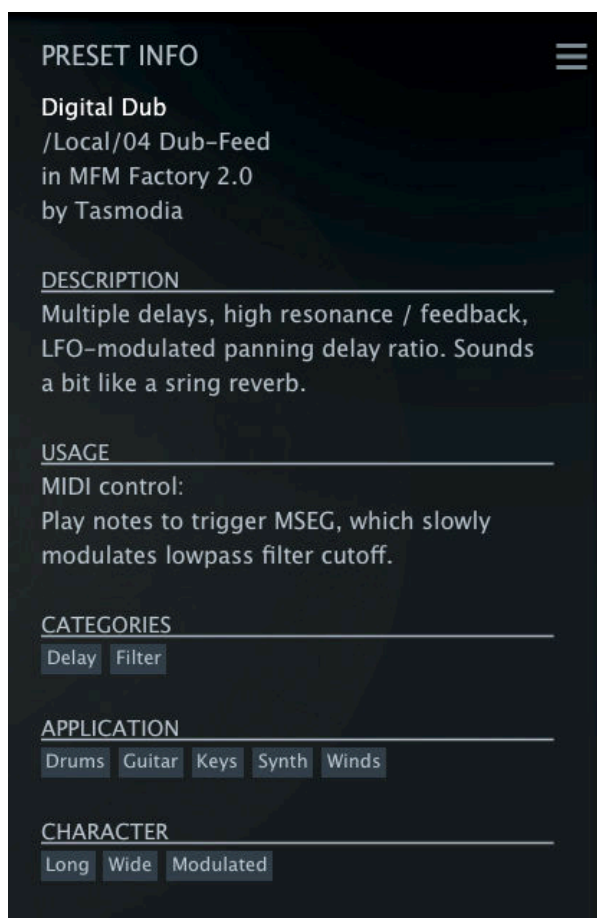 PRESET INFO
Digital Dub
/Local/04 Dub-Feed
in MFM Factory 2.0
by Tasmodia
DESCRIPTION
Multiple delays, high resonance / feedback,
LFO-modulated panning delay ratio. Sounds
a bit like a sring reverb.
USAGE
MIDI control:
Play notes to trigger MSEG, which slowly
modulates lowpass filter cutoff.
CATEGORIES
Delay Filter
APPLICATION
Drums Guitar Keys Synth Winds
CHARACTER
Long Wide Modulated